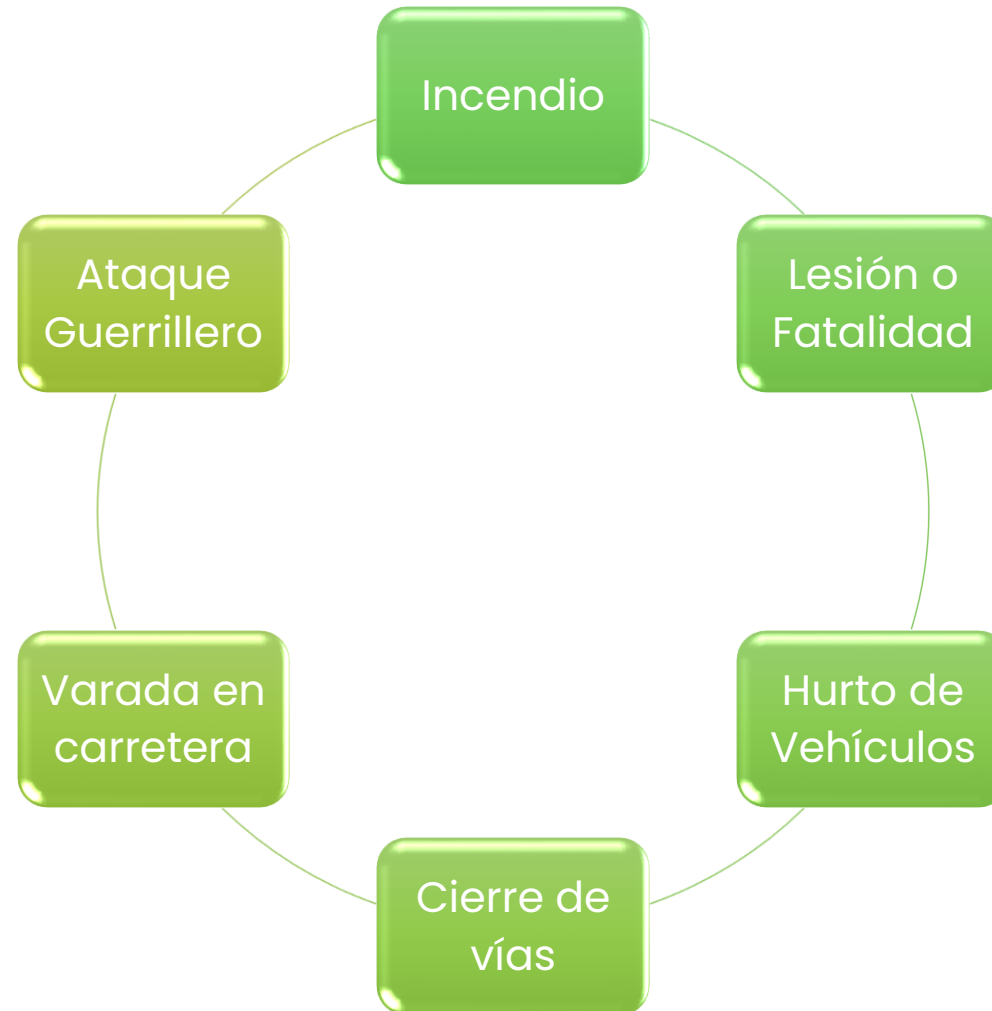 Incendio
Lesión o
Fatalidad
Hurto de
Vehículos
Cierre de
vías
Varada en
carretera
Ataque
Guerrillero